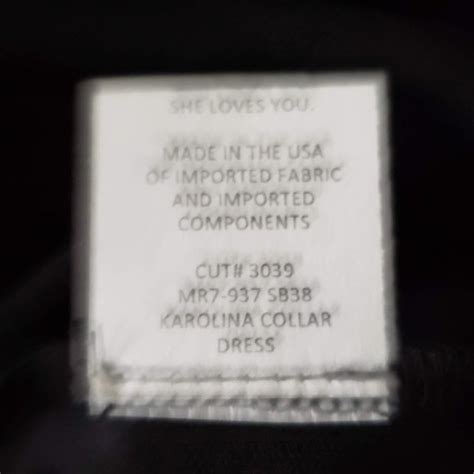 SHE LOVES YOU.
MADE IN THE USA
OF IMPORTED FABRIC
AND IMPORTED
COMPONENTS
CUT# 3039
MR7-937 SB38
KAROLINA COLLAR
DRESS